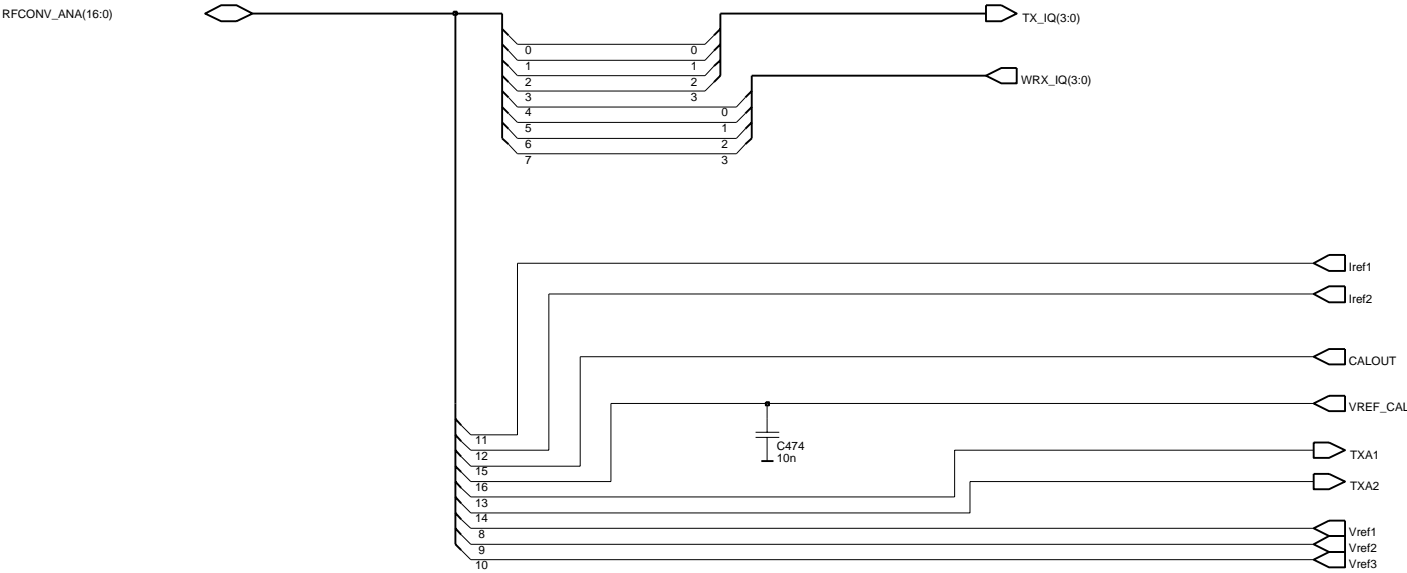 RFCONV_ANA(16:0)
TX_IQ(3:0)
0 0
1 1
2 2
3 3
WRX_IQ(3:0)
4 0
5 1
6 2
7 3
Iref1
Iref2
CALOUT
VREF_CAL
11
12
15
16
13
14
8
9
10
C474
10n
TXA1
TXA2
Vref1
Vref2
Vref3